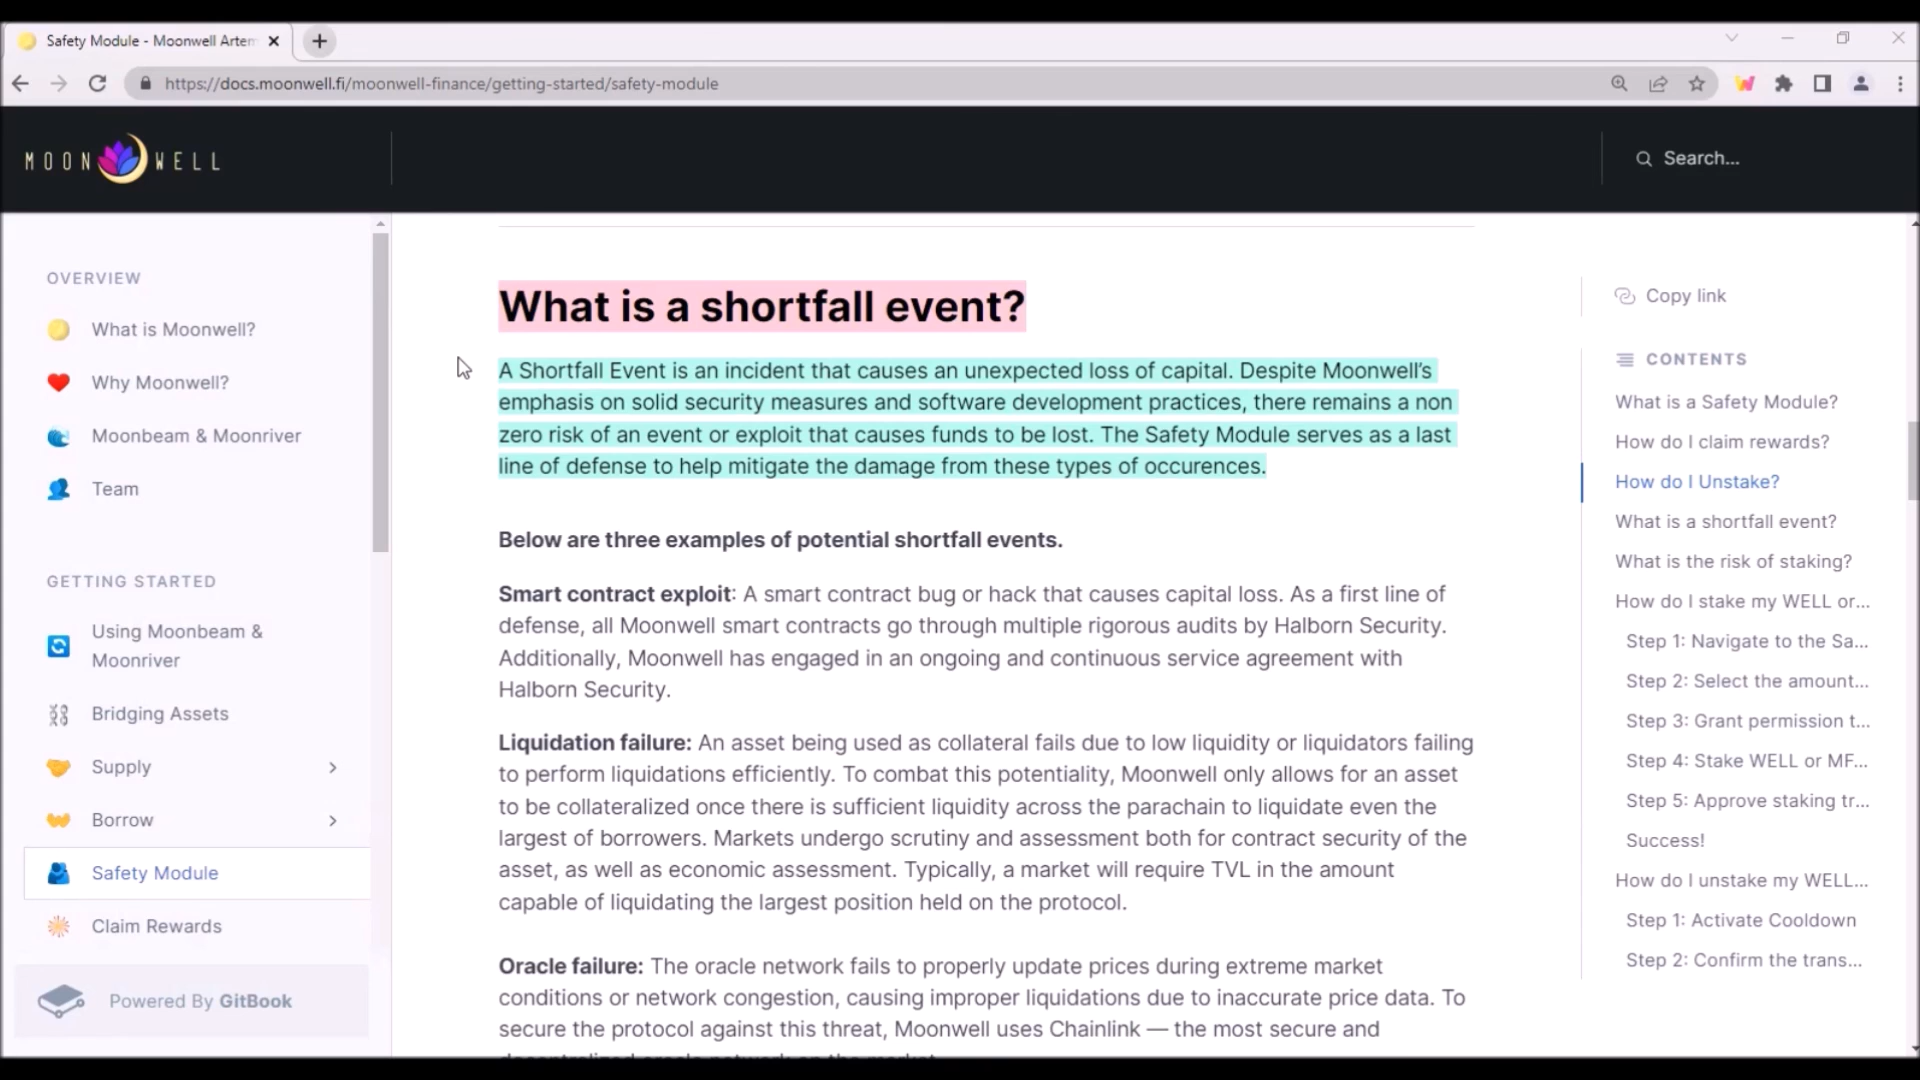 Safety Module - Moonwell Artem
https://docs.moonwell.fi/moonwell-finance/getting-started/safety-module
MOONWELL
Search...
OVERVIEW
What is Moonwell?
Why Moonwell?
Moonbeam & Moonriver
Team
GETTING STARTED
Using Moonbeam &
Moonriver
Bridging Assets
Supply
Borrow
Safety Module
Claim Rewards
Powered By GitBook
What is a shortfall event?
A Shortfall Event is an incident that causes an unexpected loss of capital. Despite Moonwell’s
emphasis on solid security measures and software development practices, there remains a non
zero risk of an event or exploit that causes funds to be lost. The Safety Module serves as a last
line of defense to help mitigate the damage from these types of occurences.
Below are three examples of potential shortfall events.
Smart contract exploit: A smart contract bug or hack that causes capital loss. As a first line of
defense, all Moonwell smart contracts go through multiple rigorous audits by Halborn Security.
Additionally, Moonwell has engaged in an ongoing and continuous service agreement with
Halborn Security.
Liquidation failure: An asset being used as collateral fails due to low liquidity or liquidators failing
to perform liquidations efficiently. To combat this potentiality, Moonwell only allows for an asset
to be collateralized once there is sufficient liquidity across the parachain to liquidate even the
largest of borrowers. Markets undergo scrutiny and assessment both for contract security of the
asset, as well as economic assessment. Typically, a market will require TVL in the amount
capable of liquidating the largest position held on the protocol.
Oracle failure: The oracle network fails to properly update prices during extreme market
conditions or network congestion, causing improper liquidations due to inaccurate price data. To
secure the protocol against this threat, Moonwell uses Chainlink — the most secure and
Copy link
CONTENTS
What is a Safety Module?
How do I claim rewards?
How do I Unstake?
What is a shortfall event?
What is the risk of staking?
How do I stake my WELL or...
Step 1: Navigate to the Sa...
Step 2: Select the amount...
Step 3: Grant permission t...
Step 4: Stake WELL or MF...
Step 5: Approve staking tr...
Success!
How do I unstake my WELL...
Step 1: Activate Cooldown
Step 2: Confirm the trans...